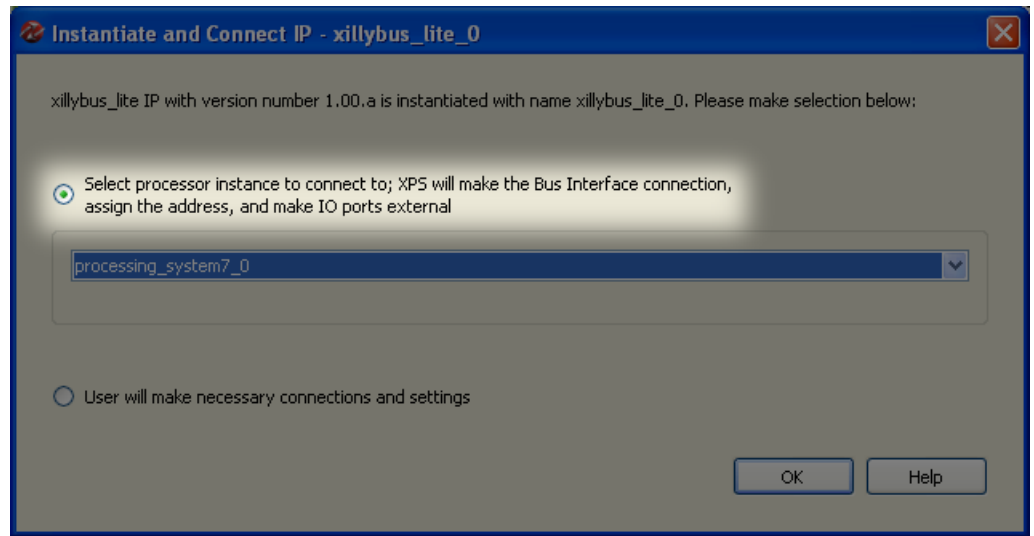 Instantiate and Connect IP - xillybus_lite_0
xillybus_lite IP with version number 1.00.a is instantiated with name xillybus_lite_0. Please make selection below:
Select processor instance to connect to; XPS will make the Bus Interface connection,
assign the address, and make IO ports external
processing_system7_0
User will make necessary connections and settings
OK
Help